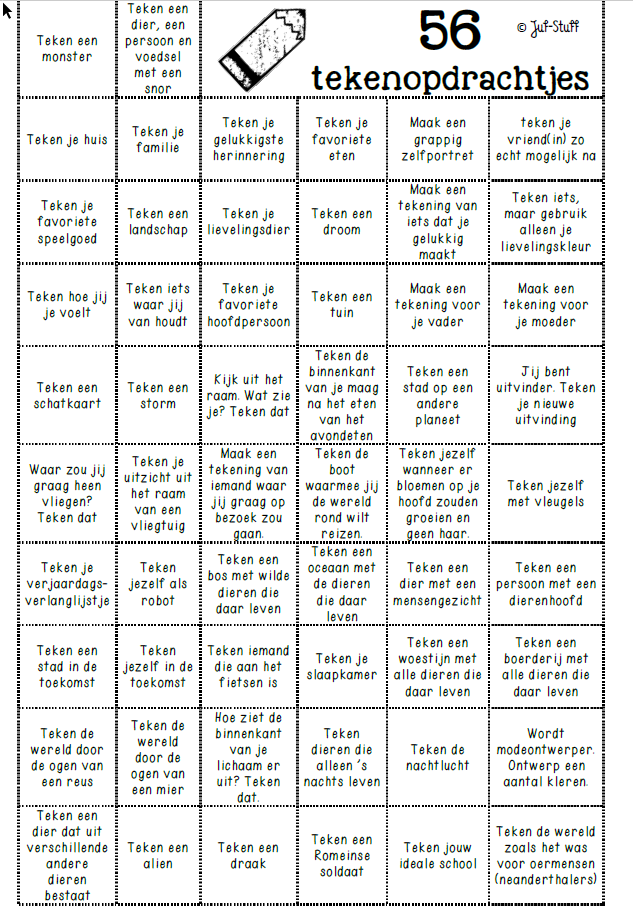 Teken een
monster
Teken een
dier, een
persoon en
voedsel
met een
snor
56
© Juf-Stuff
tekenopdrachtjes
Teken je huis
Teken je
familie
Teken je
gelukkigste
herinnering
Teken je
favoriete
eten
Maak een
grappig
zelfportret
teken je
vriend(in) zo
echt mogelijk na
Teken je
favoriete
speelgoed
Teken een
landschap
Teken je
lievelingsdier
Teken een
droom
Maak een
tekening van
iets dat je
gelukkig
maakt
Teken iets,
maar gebruik
alleen je
lievelingskleur
Teken hoe jij
je voelt
Teken iets
waar jij
van houdt
Teken je
favoriete
hoofdpersoon
Teken een
tuin
Maak een
tekening voor
je vader
Maak een
tekening voor
je moeder
Teken een
schatkaart
Teken een
storm
Kijk uit het
raam. Wat zie
je? Teken dat
Teken de
binnenkant
van je maag
na het eten
van het
avondeten
Teken een
stad op een
andere
planeet
Jij bent
uitvinder. Teken
je nieuwe
uitvinding
Waar zou jij
graag heen
vliegen?
Teken dat
Teken je
uitzicht uit
het raam
van een
vliegtuig
Maak een
tekening van
iemand waar
jij graag op
bezoek zou
gaan.
Teken de
boot
waarmee jij
de wereld
rond wilt
reizen.
Teken jezelf
wanneer er
bloemen op je
hoofd zouden
groeien en
geen haar.
Teken jezelf
met vleugels
Teken je
verjaardags-
verlanglijstje
Teken
jezelf als
robot
Teken een
bos met wilde
dieren die
daar leven
Teken een
oceaan met
de dieren
die daar
leven
Teken een
dier met een
mensengezicht
Teken een
persoon met een
dierenhoofd
Teken een
stad in de
toekomst
Teken
jezelf in de
toekomst
Teken iemand
die aan het
fietsen is
Teken je
slaapkamer
Teken een
woestijn met
alle dieren die
daar leven
Teken een
boerderij met
alle dieren die
daar leven
Teken de
wereld door
de ogen van
een reus
Teken de
wereld
door de
ogen van
een mier
Hoe ziet de
binnenkant
van je
lichaam er
uit? Teken
dat.
Teken
dieren die
alleen 's
nachts leven
Teken de
nachtlucht
Wordt
modeontwerper.
Ontwerp een
aantal kleren.
Teken een
dier dat uit
verschillende
andere
dieren
bestaat
Teken een
alien
Teken een
draak
Teken een
Romeinse
soldaat
Teken jouw
ideale school
Teken de wereld
zoals het was
voor oermensen
(neanderthalers)